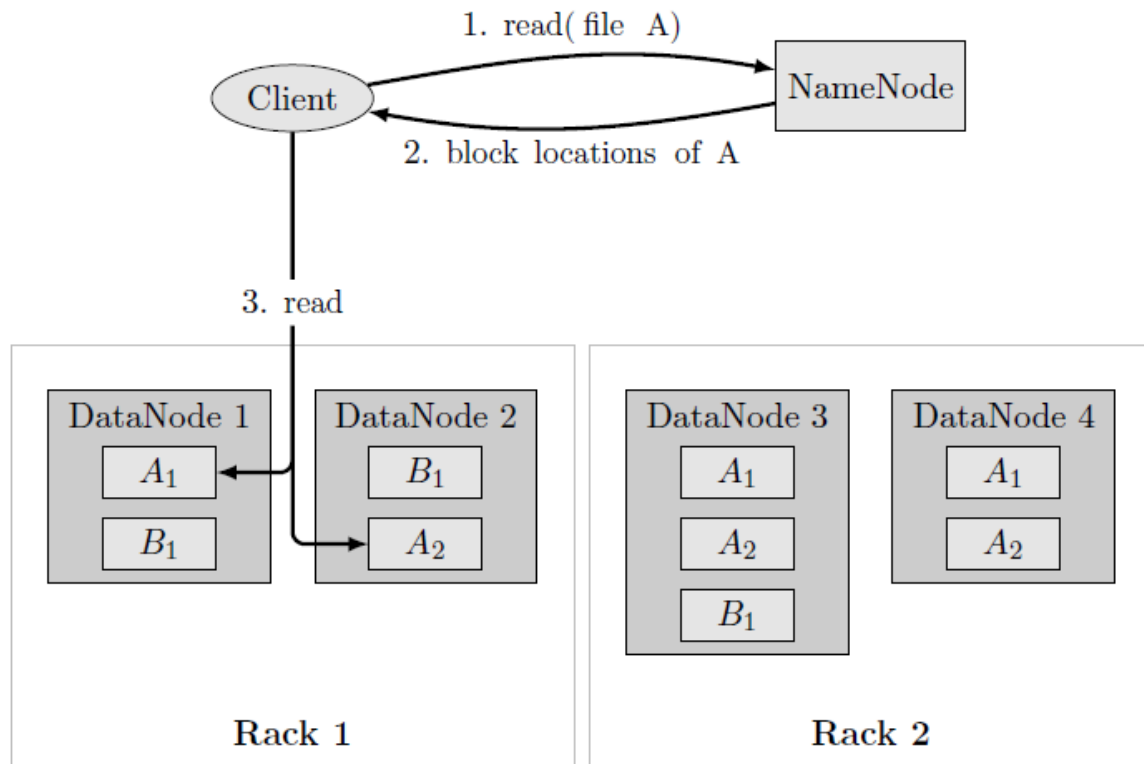 1. read( file A)
Client
NameNode
2. block locations of A
3. read
DataNode 1
A₁
B₁
DataNode 2
B₁
A₂
Rack 1
DataNode 3
A₁
A₂
B₁
DataNode 4
A₁
A₂
Rack 2